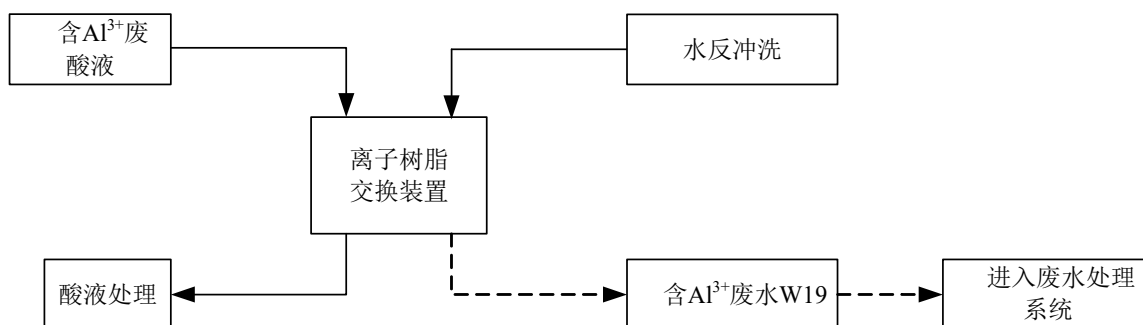 含Al³⁺废
酸液
水反冲洗
离子树脂
交换装置
酸液处理
含Al³⁺废水W19
进入废水处理
系统